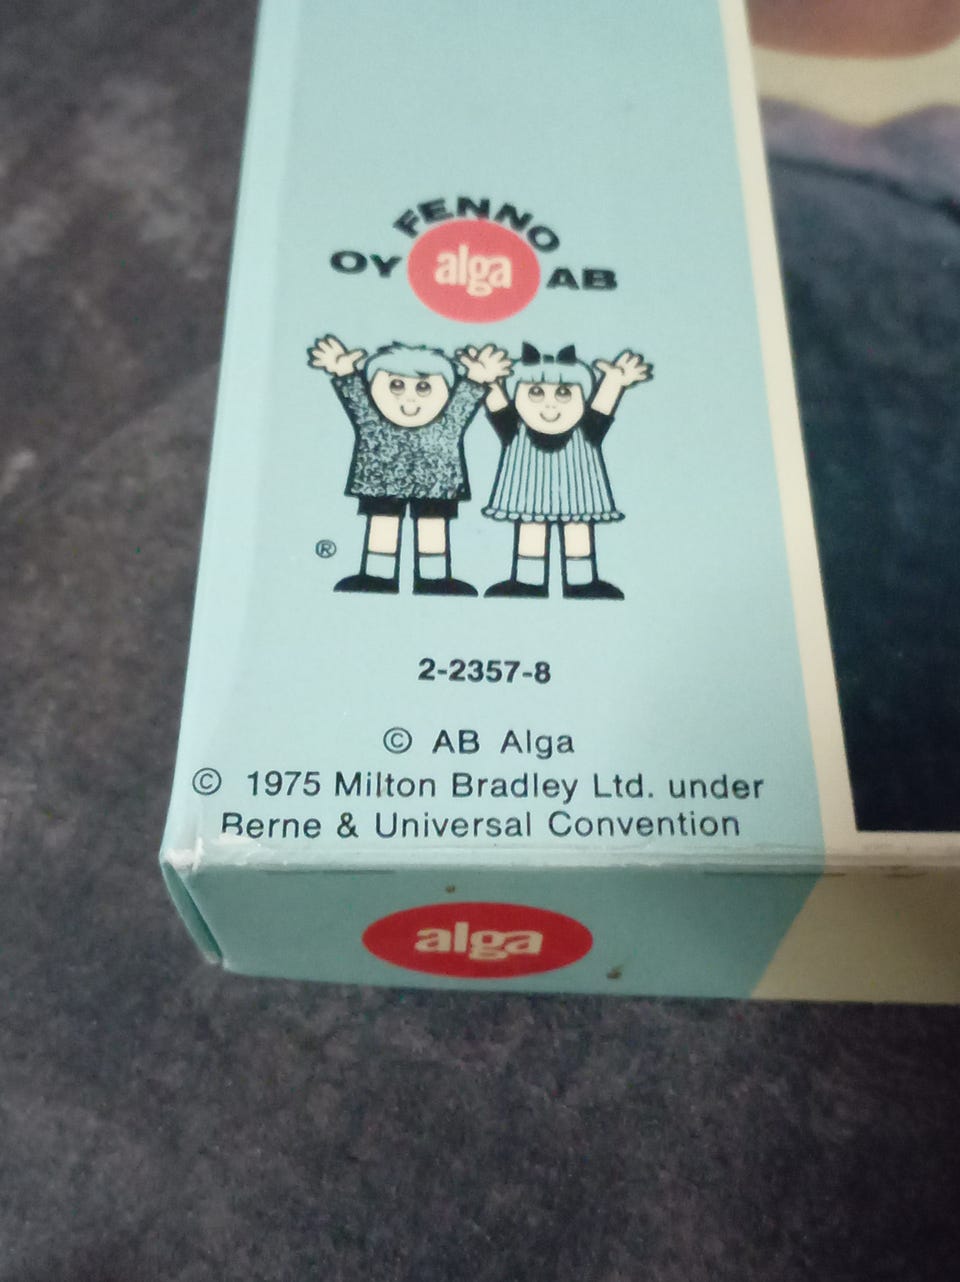 FENNO
OY alga AB
®
2-2357-8
© AB Alga
© 1975 Milton Bradley Ltd. under
Berne & Universal Convention
alga